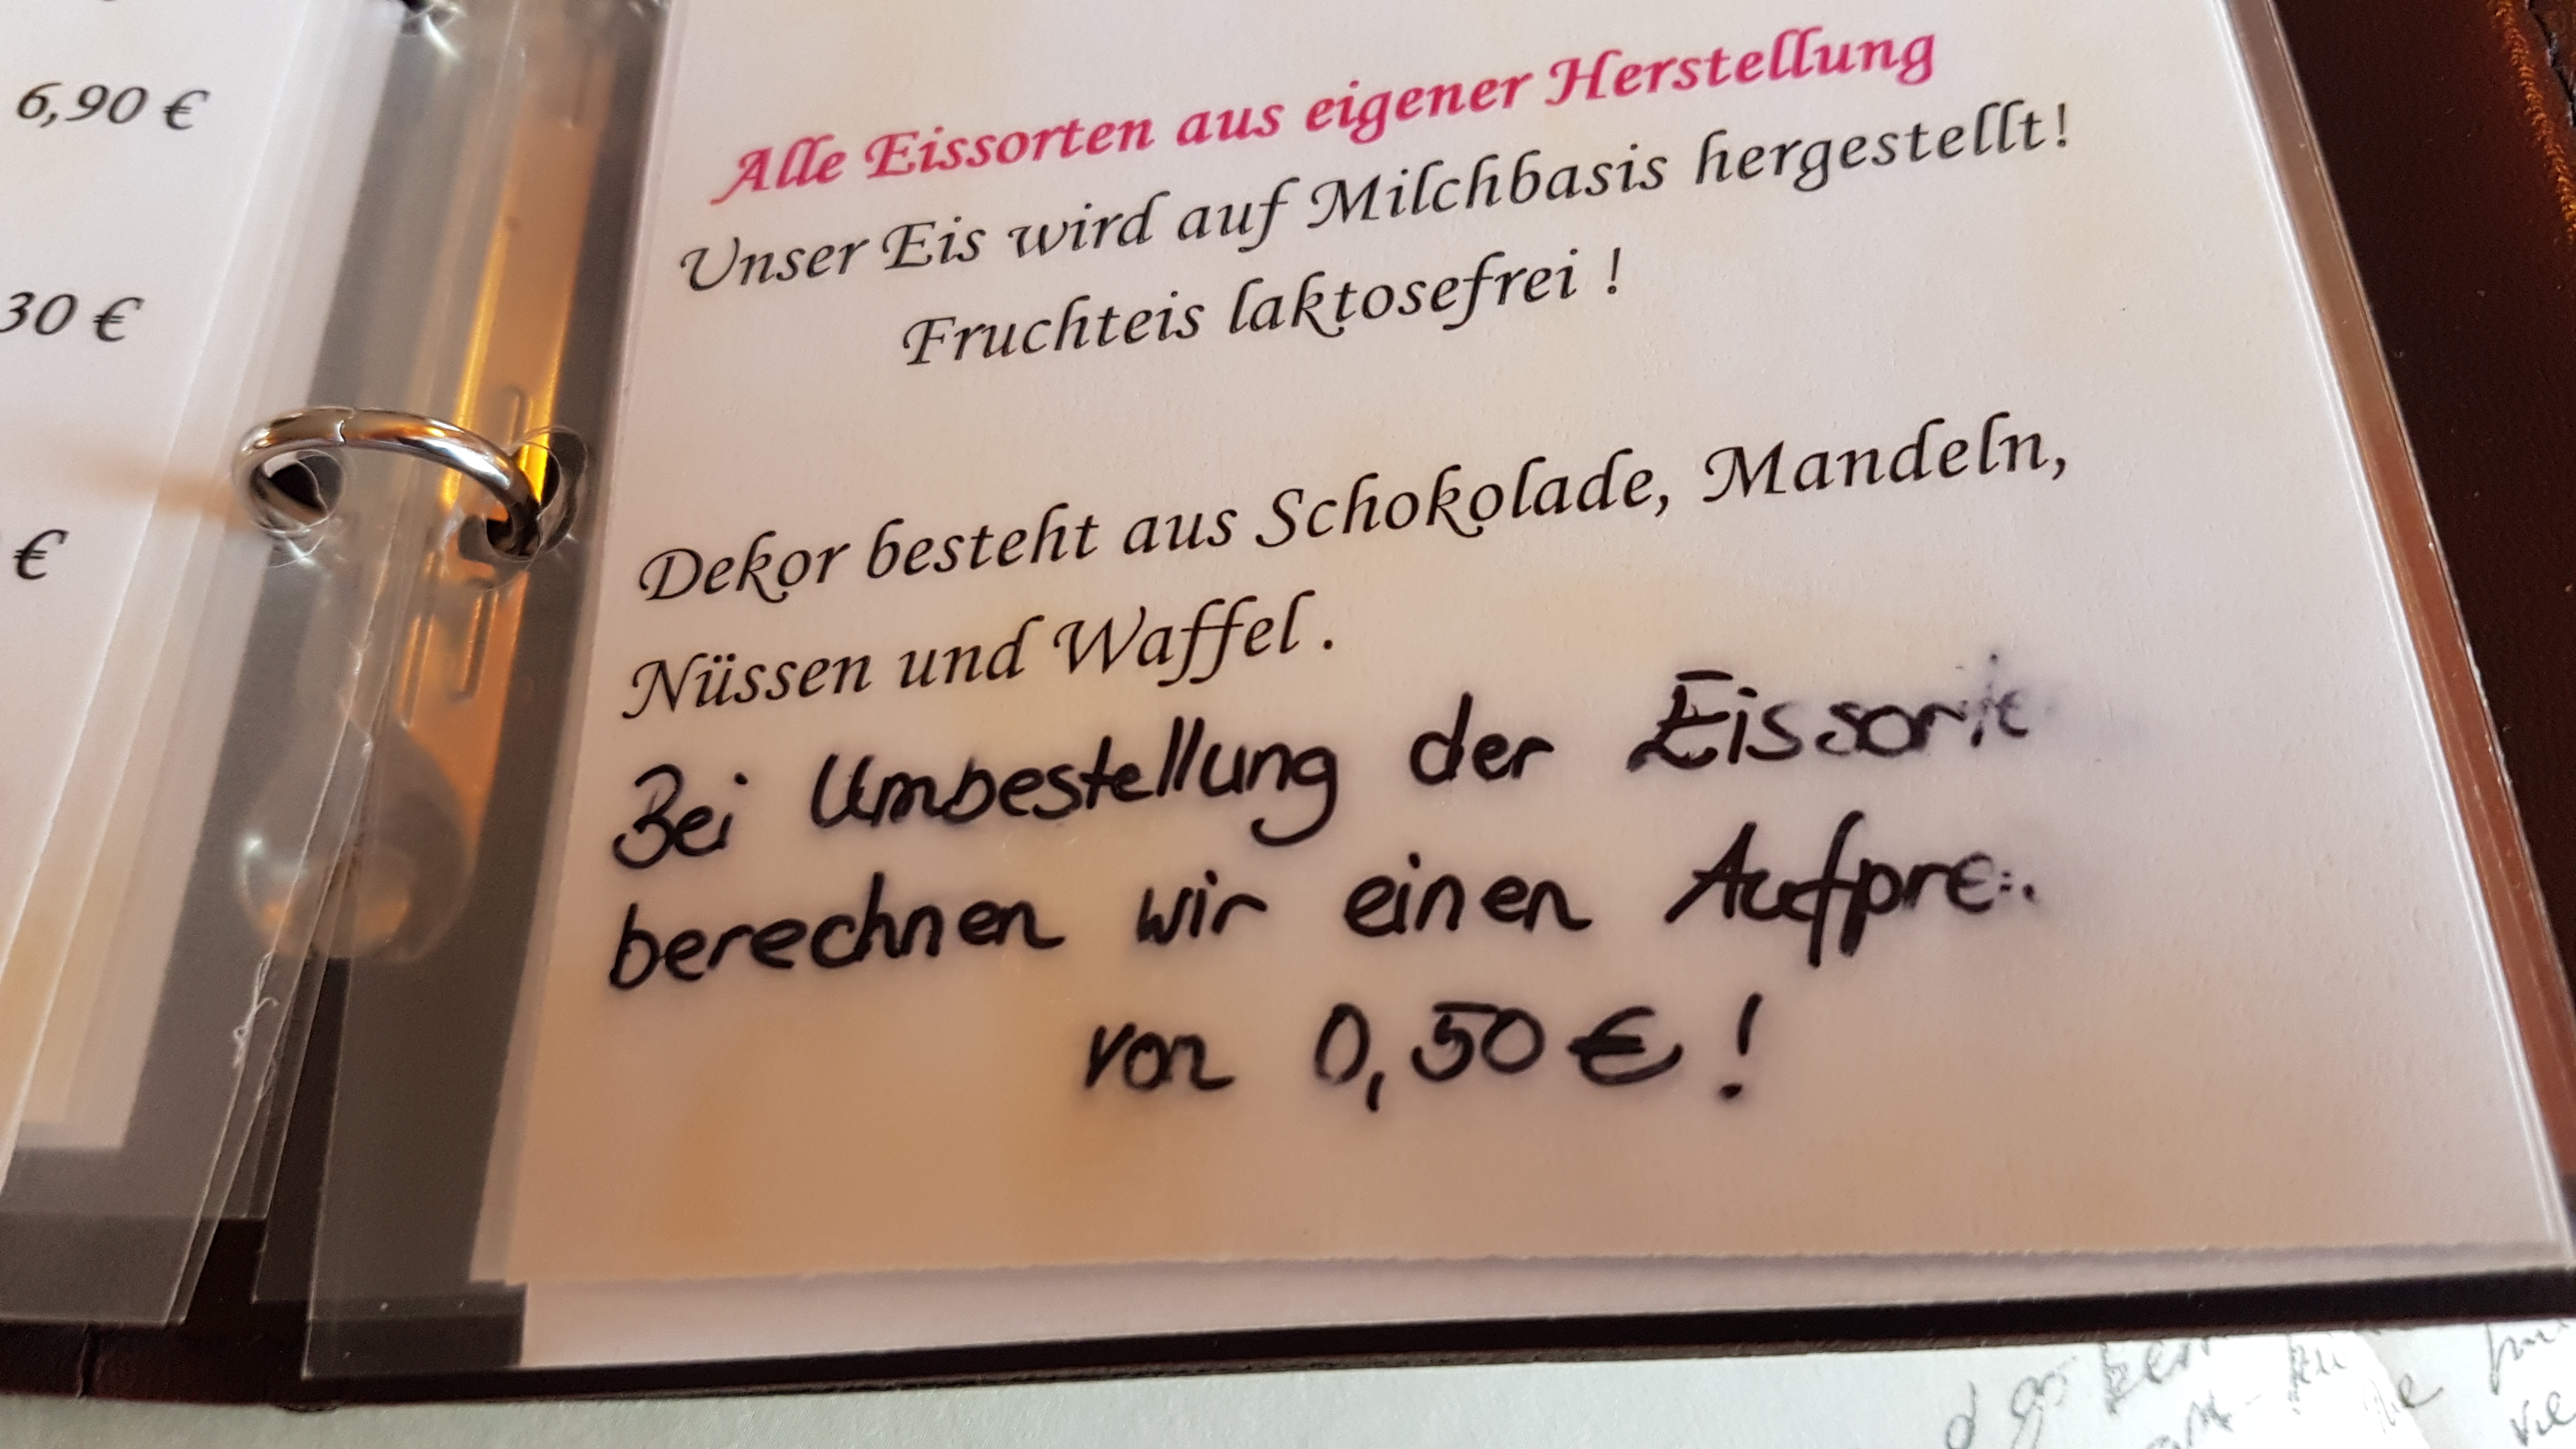 6,90 €
30 €
€
Alle Eissorten aus eigener Herstellung
Unser Eis wird auf Milchbasis hergestellt!
Fruchteis laktosefrei !
Dekor besteht aus Schokolade, Mandeln,
Nüssen und Waffel .
Bei Umbestellung der Eissorte
berechnen wir einen
von 0,50 € !